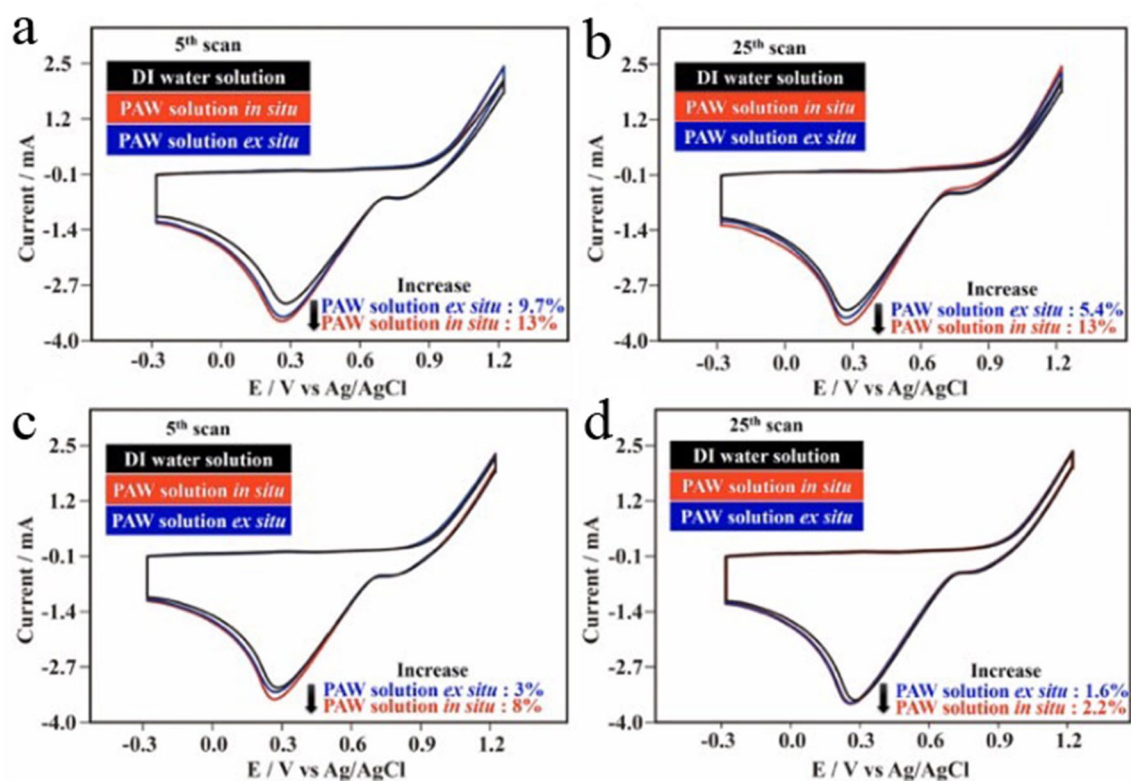 a
5th scan
DI water solution
PAW solution in situ
PAW solution ex situ
2.5
1.2
-0.1
-1.4
-2.7
-4.0
Current / mA
Increase
PAW solution ex situ : 9.7%
PAW solution in situ : 13%
-0.3 0.0 0.3 0.6 0.9 1.2
E / V vs Ag/AgCl
b
25th scan
DI water solution
PAW solution in situ
PAW solution ex situ
2.5
1.2
-0.1
-1.4
-2.7
-4.0
Current / mA
Increase
PAW solution ex situ : 5.4%
PAW solution in situ : 13%
-0.3 0.0 0.3 0.6 0.9 1.2
E / V vs Ag/AgCl
c
5th scan
DI water solution
PAW solution in situ
PAW solution ex situ
2.5
1.2
-0.1
-1.4
-2.7
-4.0
Current / mA
Increase
PAW solution ex situ : 3%
PAW solution in situ : 8%
-0.3 0.0 0.3 0.6 0.9 1.2
E / V vs Ag/AgCl
d
25th scan
DI water solution
PAW solution in situ
PAW solution ex situ
2.5
1.2
-0.1
-1.4
-2.7
-4.0
Current / mA
Increase
PAW solution ex situ : 1.6%
PAW solution in situ : 2.2%
-0.3 0.0 0.3 0.6 0.9 1.2
E / V vs Ag/AgCl